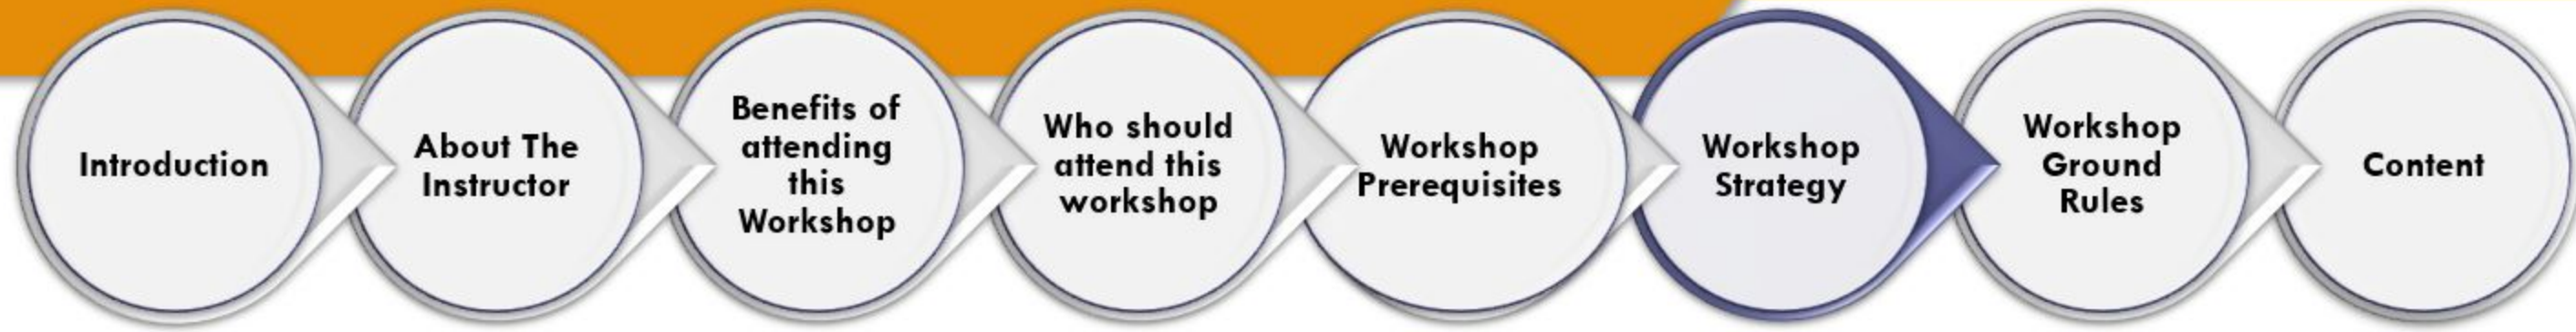 Introduction
About The
Instructor
Benefits of
attending
this
Workshop
Who should
attend this
workshop
Workshop
Prerequisites
Workshop
Strategy
Workshop
Ground
Rules
Content